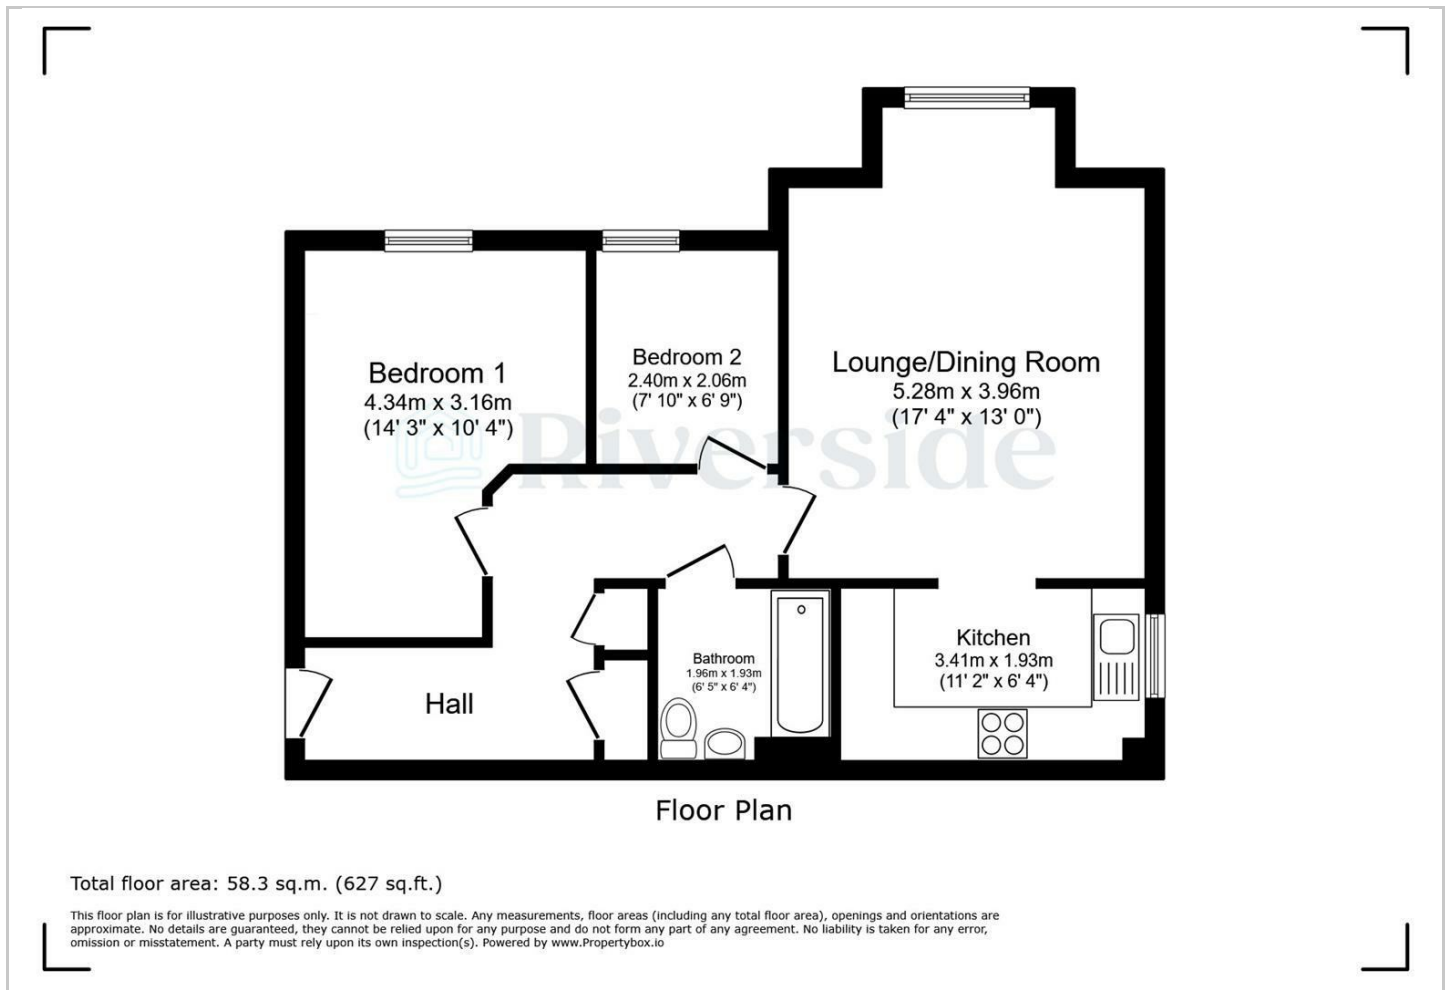 Bedroom 1
4.34m x 3.16m
(14' 3" x 10' 4")
Bedroom 2
2.40m x 2.06m
(7' 10" x 6' 9")
Lounge/Dining Room
5.28m x 3.96m
(17' 4" x 13' 0")
Riverside
Kitchen
3.41m x 1.93m
(11' 2" x 6' 4")
Bathroom
1.96m x 1.93m
(6' 5" x 6' 4")
Hall
Floor Plan
Total floor area: 58.3 sq.m. (627 sq.ft.)
This floor plan is for illustrative purposes only. It is not drawn to scale. Any measurements, floor areas (including any total floor area), openings and orientations are
approximate. No details are guaranteed, they cannot be relied upon for any purpose and do not form any part of any agreement. No liability is taken for any error,
omission or misstatement. A party must rely upon its own inspection(s). Powered by www.Propertybox.io